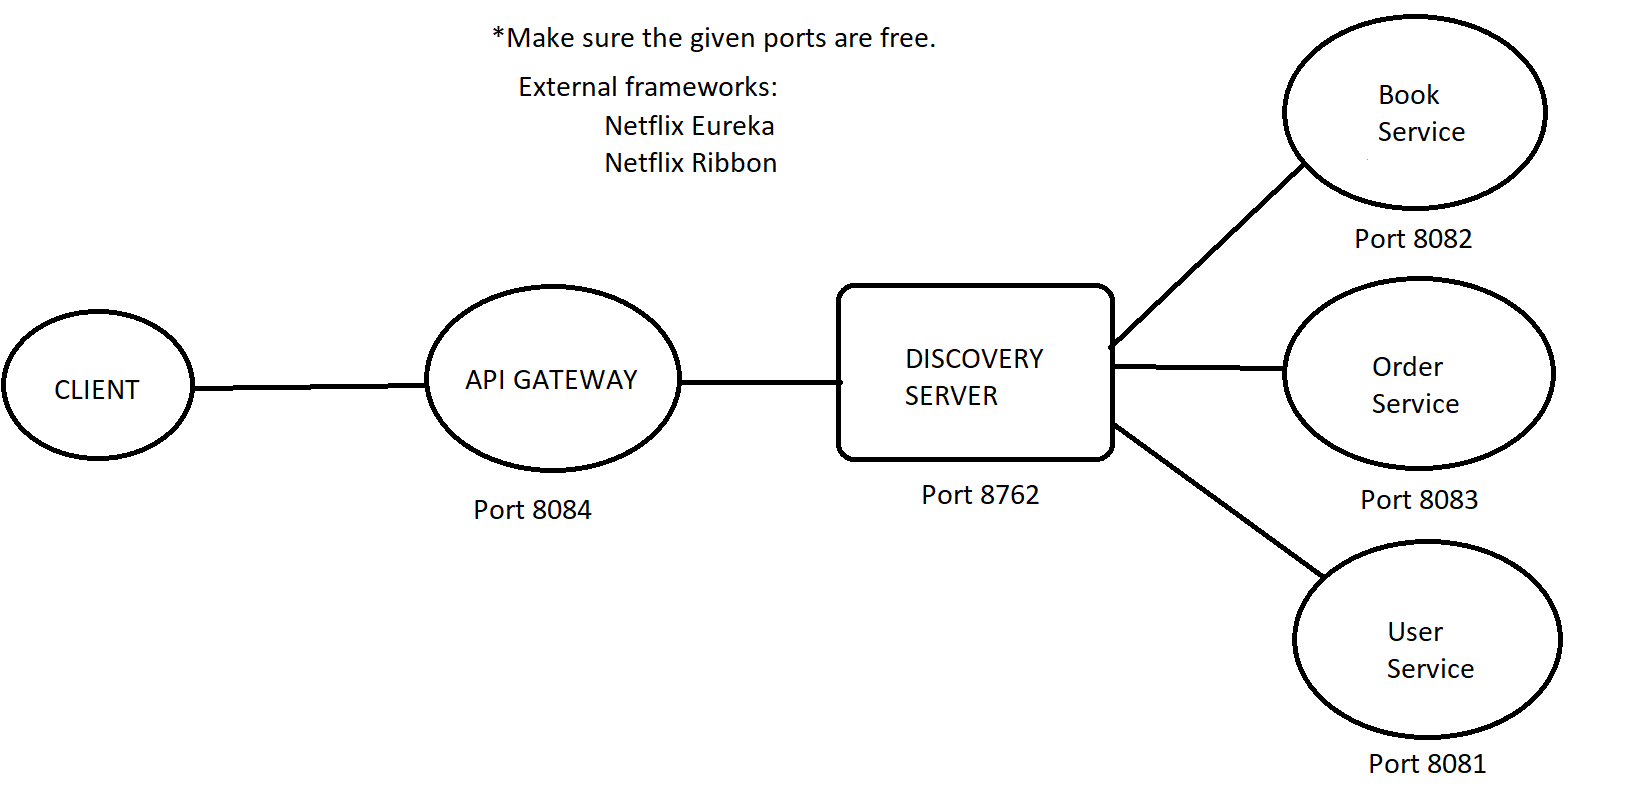 *Make sure the given ports are free.
External frameworks:
Netflix Eureka
Netflix Ribbon
Book
Service
Port 8082
CLIENT
API GATEWAY
Port 8084
DISCOVERY
SERVER
Port 8762
Order
Service
Port 8083
User
Service
Port 8081